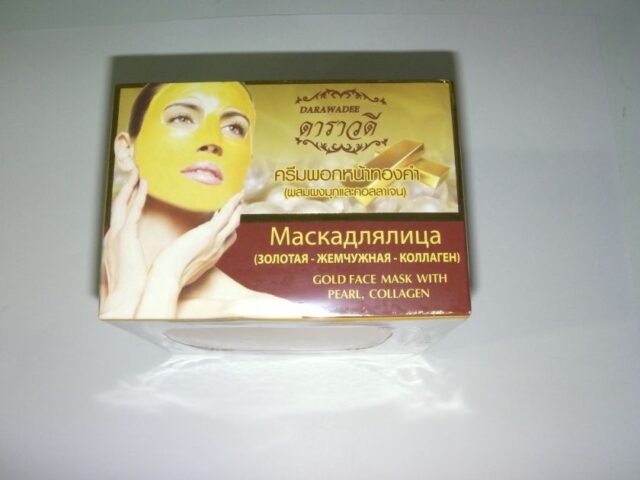 DARAWADEE
ดาราวดี
ครีมพอกหน้าทองคำ
(ผสมผงมุกและคอลลาเจน)
Маскадлялица
(ЗОЛОТАЯ - ЖЕМЧУЖНАЯ - КОЛЛАГЕН)
GOLD FACE MASK WITH
PEARL, COLLAGEN